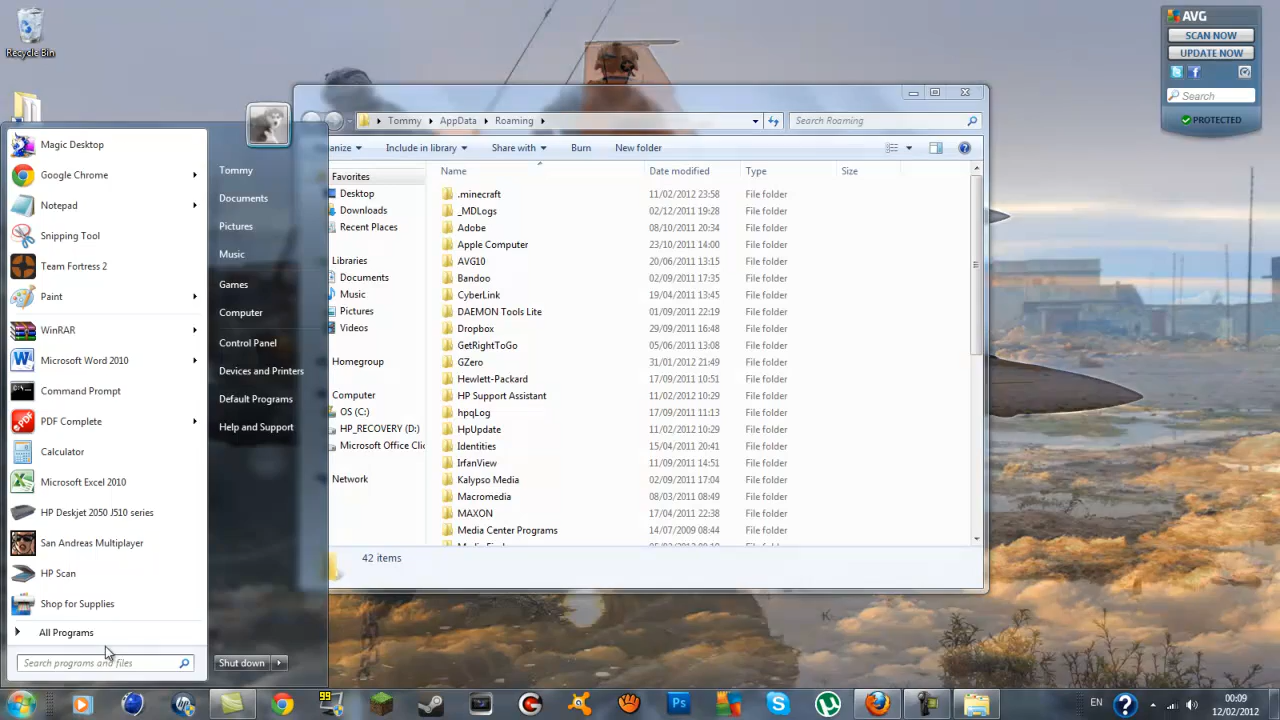 Recycle Bin
AVG
SCAN NOW
UPDATE NOW
Search
PROTECTED
Magic Desktop
Google Chrome
Notepad
Snipping Tool
Team Fortress 2
Paint
WinRAR
Microsoft Word 2010
Command Prompt
PDF Complete
Calculator
Microsoft Excel 2010
HP Deskjet 2050 J510 series
San Andreas Multiplayer
HP Scan
Shop for Supplies
All Programs
Search programs and files
Tommy
Documents
Pictures
Music
Games
Computer
Control Panel
Devices and Printers
Default Programs
Help and Support
Shut down
Tommy AppData Roaming
Search Roaming
anize Include in library Share with Burn New folder
Favorites
Desktop
Downloads
Recent Places
Libraries
Documents
Music
Pictures
Videos
Homegroup
Computer
OS (C:)
HP_RECOVERY (D:)
Microsoft Office Clic
Network
Name Date modified Type Size
.minecraft 11/02/2012 23:58 File folder
_MDLogs 02/12/2011 19:28 File folder
Adobe 08/10/2011 20:34 File folder
Apple Computer 23/10/2011 14:00 File folder
AVG10 20/06/2011 13:15 File folder
Bandoo 02/09/2011 17:35 File folder
CyberLink 19/04/2011 13:45 File folder
DAEMON Tools Lite 01/09/2011 22:19 File folder
Dropbox 29/09/2011 16:48 File folder
GetRightToGo 05/06/2011 13:08 File folder
GZero 31/01/2012 21:49 File folder
Hewlett-Packard 17/09/2011 10:51 File folder
HP Support Assistant 11/02/2012 10:29 File folder
hpqLog 17/09/2011 11:13 File folder
HpUpdate 11/02/2012 10:29 File folder
Identities 15/04/2011 20:41 File folder
IrfanView 11/09/2011 14:51 File folder
Kalypso Media 02/09/2011 17:04 File folder
Macromedia 08/03/2011 08:49 File folder
MAXON 17/04/2011 22:38 File folder
Media Center Programs 14/07/2009 08:44 File folder
42 items
99
Ps
EN
00:09
12/02/2012